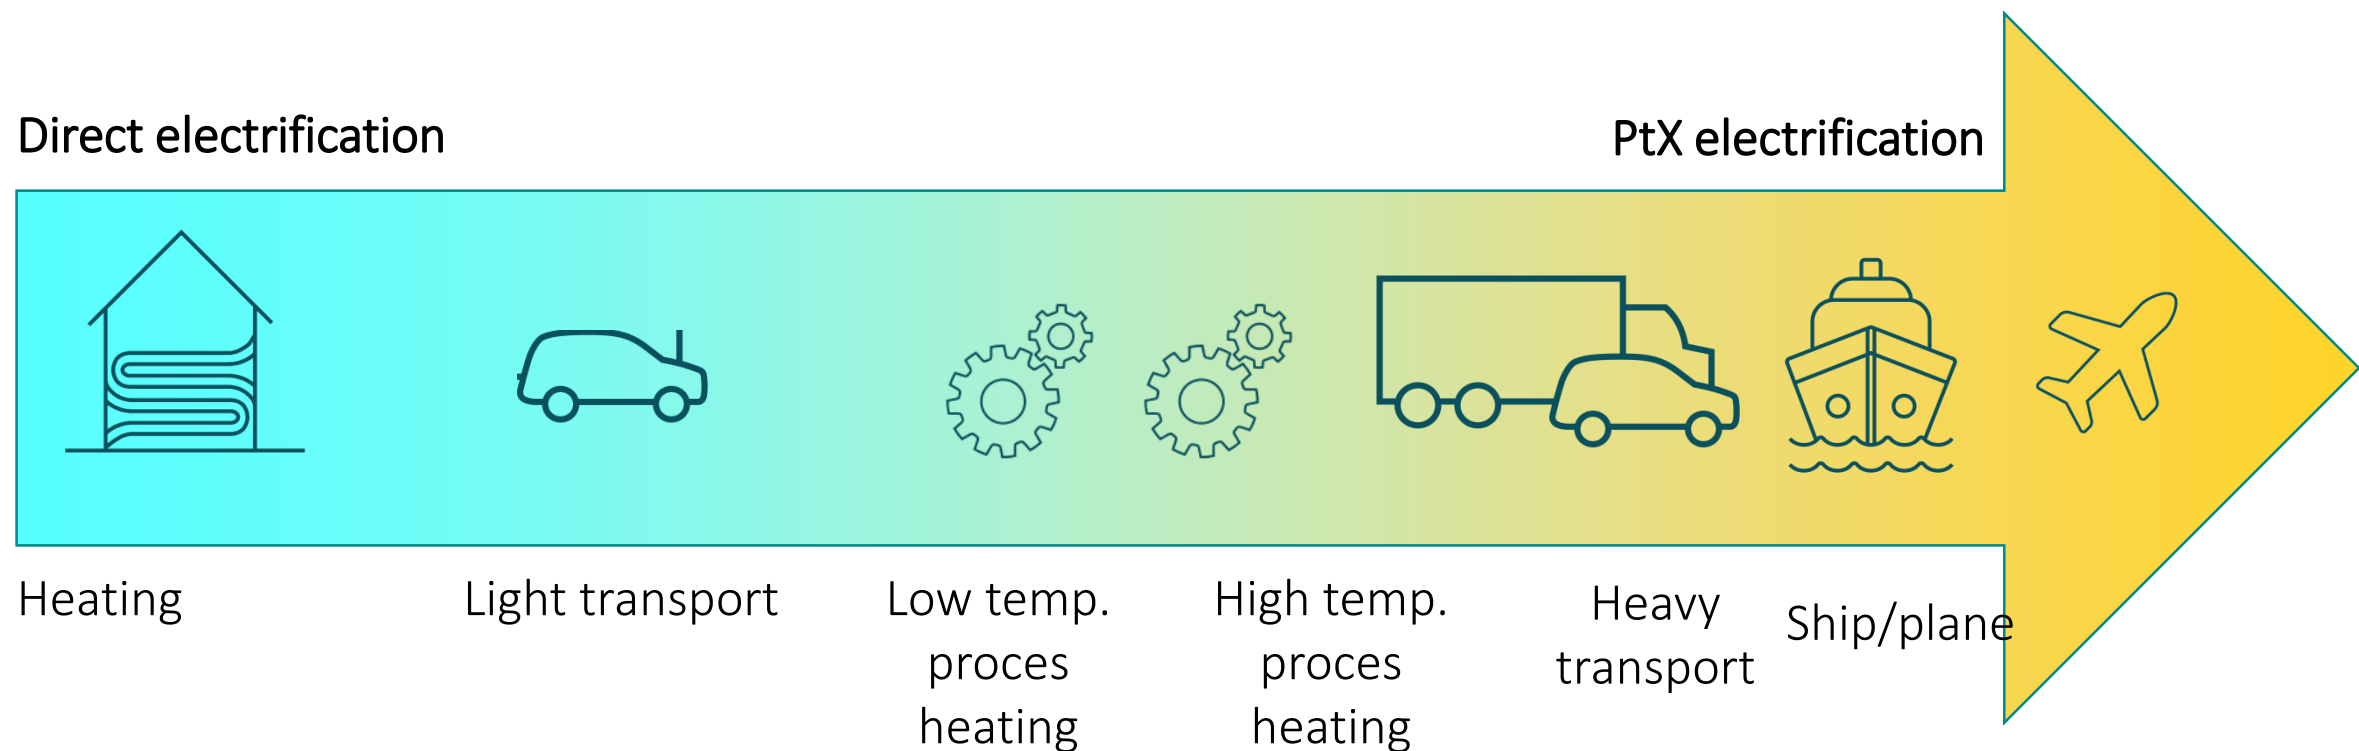 Direct electrification
PtX electrification
Heating
Light transport
Low temp.
proces
heating
High temp.
proces
heating
Heavy
transport
Ship/plane